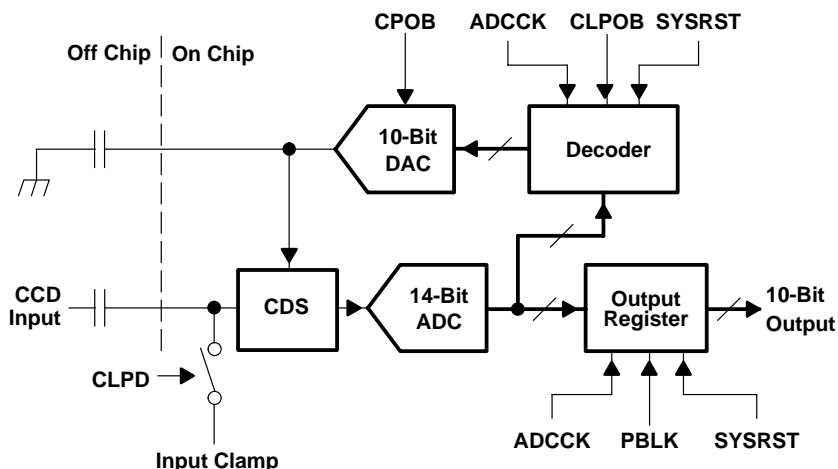 CPOB
ADCCK CLPOB SYSRST
Off Chip On Chip
10-Bit
DAC
Decoder
CCD
Input
CDS
14-Bit
ADC
Output
Register
10-Bit
Output
CLPD
ADCCK PBLK SYSRST
Input Clamp